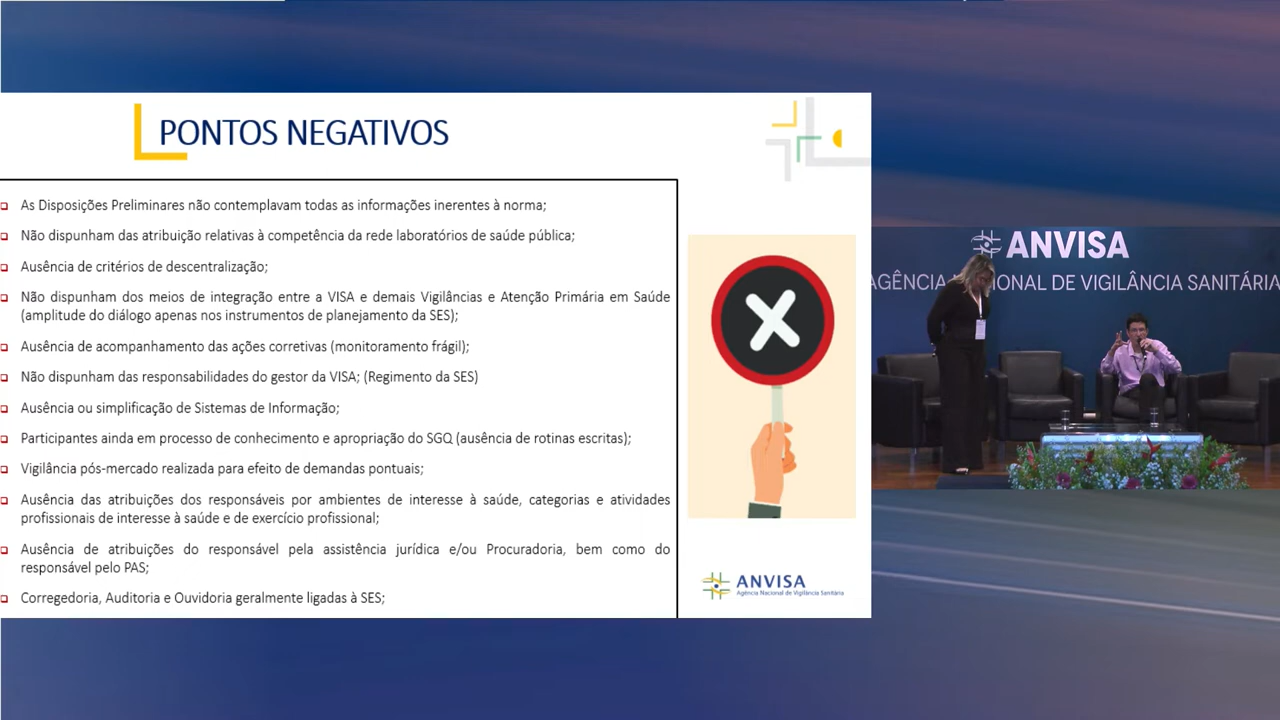 PONTOS NEGATIVOS
As Disposições Preliminares não contemplavam todas as informações inerentes à norma;
Não dispunham das atribuição relativas à competência da rede laboratórios de saúde pública;
Ausência de critérios de descentralização;
Não dispunham dos meios de integração entre a VISA e demais Vigilâncias e Atenção Primária em Saúde
(amplitude do diálogo apenas nos instrumentos de planejamento da SES);
Ausência de acompanhamento das ações corretivas (monitoramento frágil);
Não dispunham das responsabilidades do gestor da VISA; (Regimento da SES)
Ausência ou simplificação de Sistemas de Informação;
Participantes ainda em processo de conhecimento e apropriação do SGQ (ausência de rotinas escritas);
Vigilância pós-mercado realizada para efeito de demandas pontuais;
Ausência das atribuições dos responsáveis por ambientes de interesse à saúde, categorias e atividades
profissionais de interesse à saúde e de exercício profissional;
Ausência de atribuições do responsável pela assistência jurídica e/ou Procuradoria, bem como do
responsável pelo PAS;
Corregedoria, Auditoria e Ouvidoria geralmente ligadas à SES;
ANVISA
Agência Nacional de Vigilância Sanitária
ANVISA
AGÊNCIA IONAL DE VIGILÂNCIA SANITÁRIA